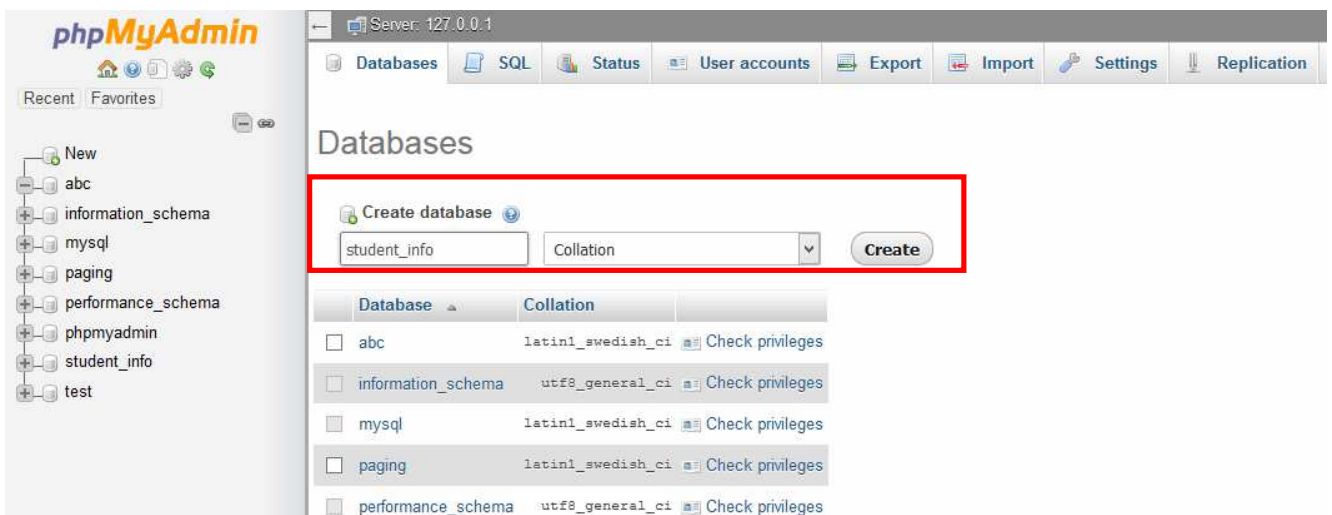 phpMyAdmin
Recent Favorites
New
abc
information_schema
mysql
paging
performance_schema
phpmyadmin
student_info
test
Server: 127.0.0.1
Databases SQL Status User accounts Export Import Settings Replication
Databases
Create database
student_info Collation Create
Database Collation
abc latin1_swedish_ci Check privileges
information_schema utf8_general_ci Check privileges
mysql latin1_swedish_ci Check privileges
paging latin1_swedish_ci Check privileges
performance_schema utf8_general_ci Check privileges